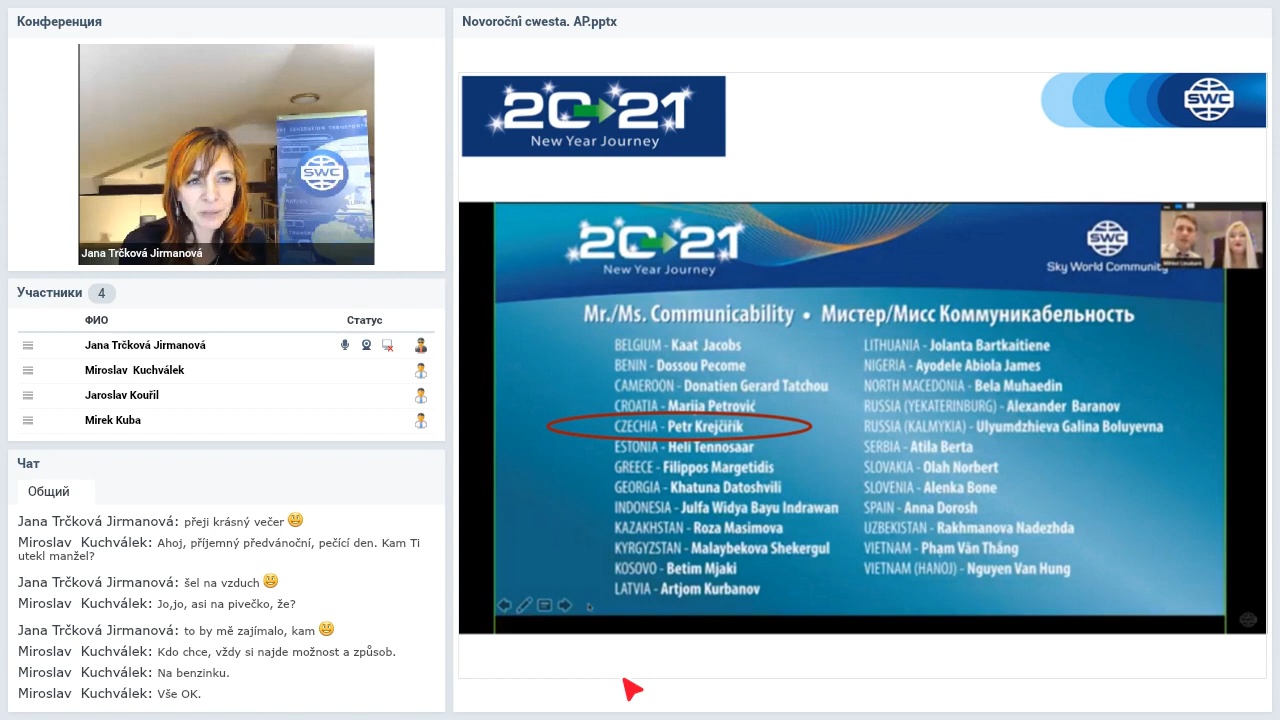 Конференция
SWC
Jana Trčková Jirmanová
Участники 4
ФИО Статус
Jana Trčková Jirmanová
Miroslav Kuchválek
Jaroslav Kouřil
Mirek Kuba
Чат
Общий
Jana Trčková Jirmanová: přeji krásný večer
Miroslav Kuchválek: Ahoj, příjemný předvánoční, pečící den. Kam Ti
utekl manžel?
Jana Trčková Jirmanová: šel na vzduch
Miroslav Kuchválek: Jo,jo, asi na pivečko, že?
Jana Trčková Jirmanová: to by mě zajímalo, kam
Miroslav Kuchválek: Kdo chce, vždy si najde možnost a způsob.
Miroslav Kuchválek: Na benzinku.
Miroslav Kuchválek: Vše OK.
Novoroční cwesta. AP.pptx
2021
New Year Journey
SWC
2021
New Year Journey
SWC
Sky World Community
Mr./Ms. Communicability • Мистер/Мисс Коммуникабельность
BELGIUM - Kaat Jacobs
BENIN - Dossou Pecome
CAMEROON - Donatien Gerard Tatchou
CROATIA - Marija Petrović
CZECHIA - Petr Krejčiřík
ESTONIA - Heli Tennosaar
GREECE - Filippos Margetidis
GEORGIA - Khatuna Datoshvili
INDONESIA - Julfa Widya Bayu Indrawan
KAZAKHSTAN - Roza Masimova
KYRGYZSTAN - Malaybekova Shekergul
KOSOVO - Betim Mjaki
LATVIA - Artjom Kurbanov
LITHUANIA - Jolanta Bartkaitiene
NIGERIA - Ayodele Abiola James
NORTH MACEDONIA - Bela Muhaedin
RUSSIA (YEKATERINBURG) - Alexander Baranov
RUSSIA (KALMYKIA) - Ulyumdzhieva Galina Boluyevna
SERBIA - Atila Berta
SLOVAKIA - Olah Norbert
SLOVENIA - Alenka Bone
SPAIN - Anna Dorosh
UZBEKISTAN - Rakhmanova Nadezhda
VIETNAM - Phạm Văn Thắng
VIETNAM (HANOJ) - Nguyen Van Hung